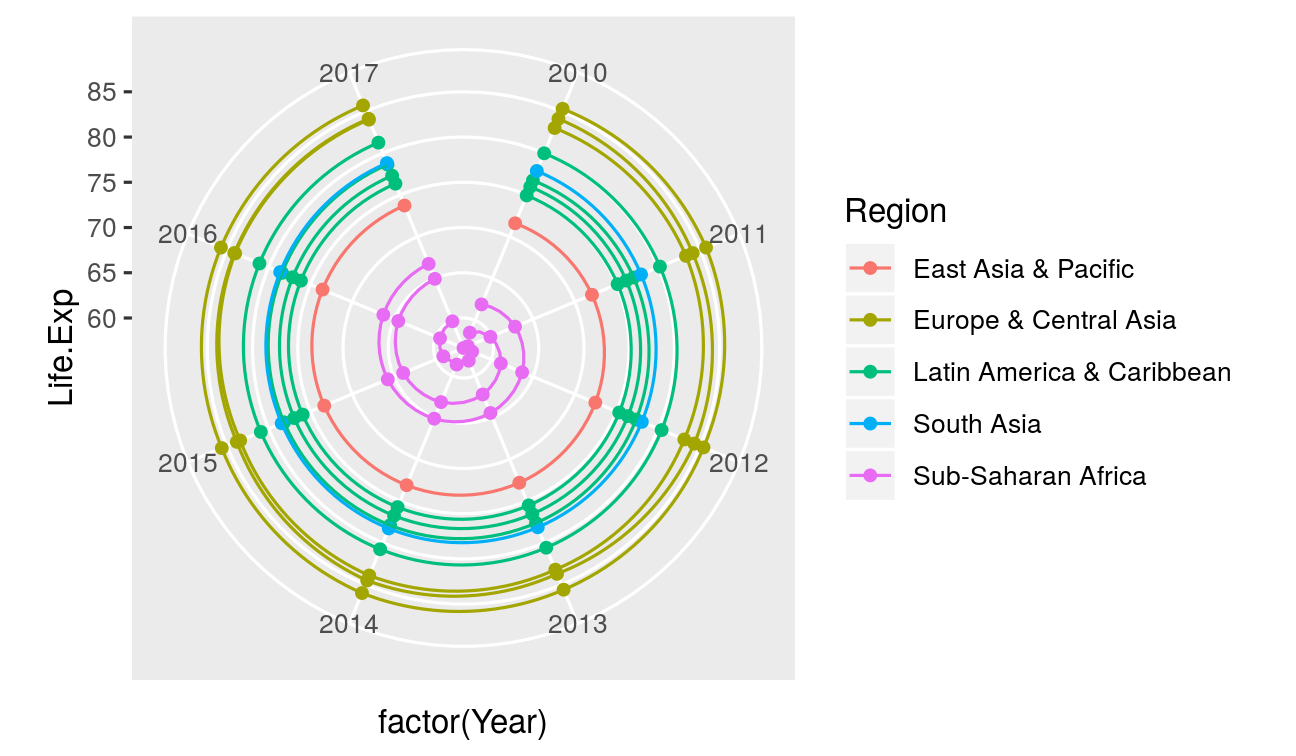 2017
2010
85
80
75
70
65
60
2016
2011
2015
2012
2014
2013
Life.Exp
factor(Year)
Region
East Asia & Pacific
Europe & Central Asia
Latin America & Caribbean
South Asia
Sub-Saharan Africa